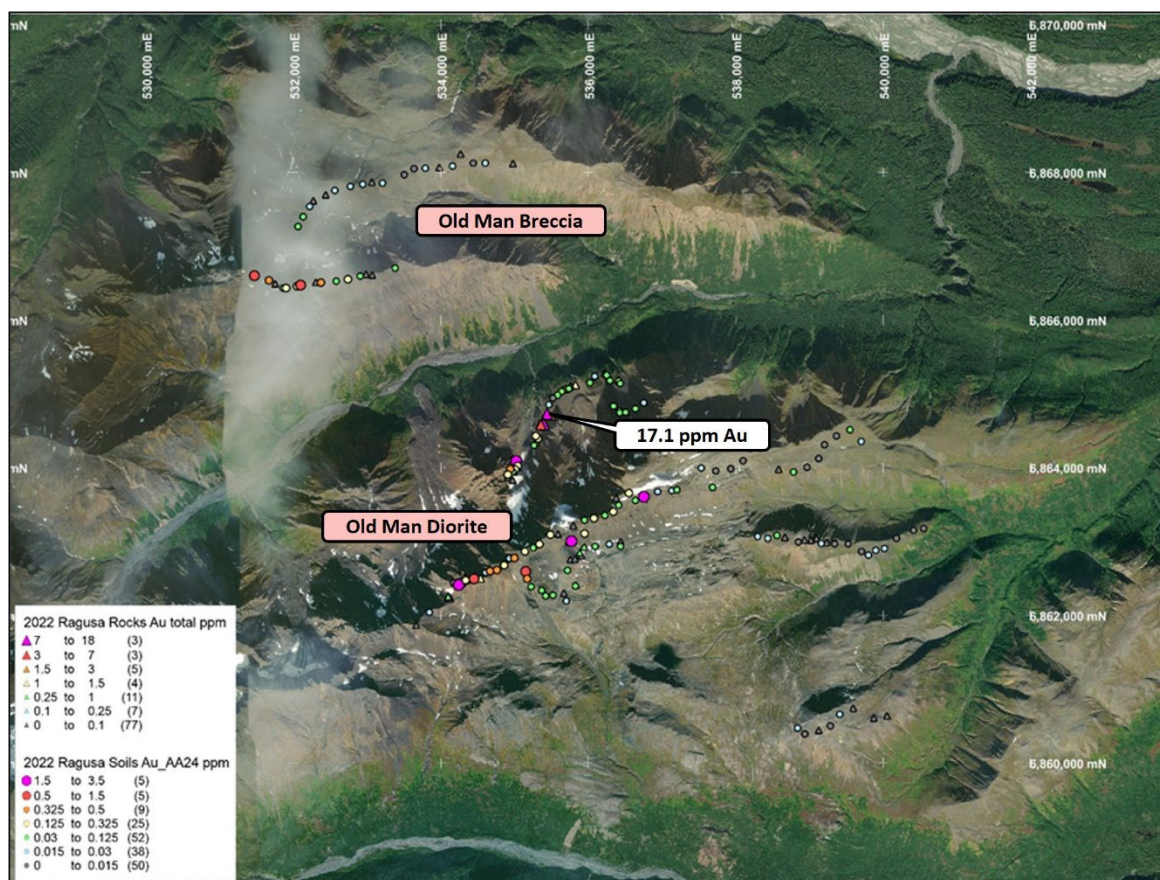 530,000 mE
532,000 mE
534,000 mE
536,000 mE
538,000 mE
540,000 mE
542,000 mE
mN
6,870,000 mN
mN
6,868,000 mN
mN
6,866,000 mN
mN
6,864,000 mN
6,862,000 mN
6,860,000 mN
Old Man Breccia
17.1 ppm Au
Old Man Diorite
2022 Ragusa Rocks Au total ppm
7 to 18 (3)
3 to 7 (3)
1.5 to 3 (5)
1 to 1.5 (4)
0.25 to 1 (11)
0.1 to 0.25 (7)
0 to 0.1 (77)
2022 Ragusa Soils Au_AA24 ppm
1.5 to 3.5 (5)
0.5 to 1.5 (5)
0.325 to 0.5 (9)
0.125 to 0.325 (25)
0.03 to 0.125 (52)
0.015 to 0.03 (38)
0 to 0.015 (50)